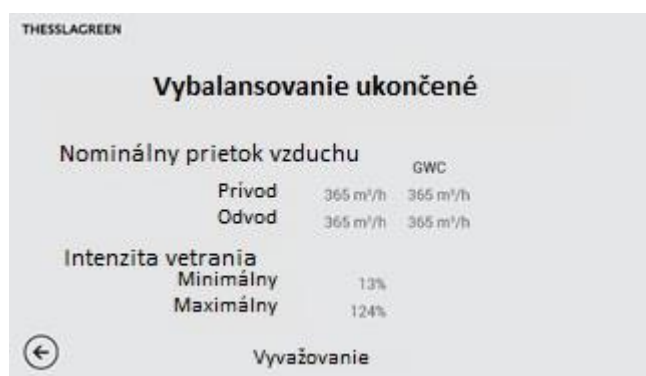 THESSLAGREEN
Vybalansovanie ukončené
Nominálny prietok vzduchu
GWC
Prívod 365 m³/h 365 m³/h
Odvod 365 m³/h 365 m³/h
Intenzita vetrania
Minimálny 13%
Maximálny 124%
Vyvažovanie